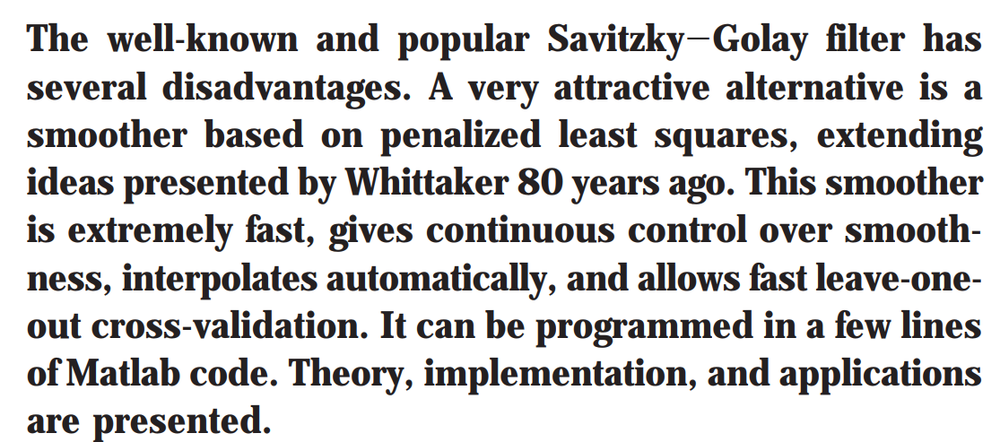 The well-known and popular Savitzky−Golay filter has
several disadvantages. A very attractive alternative is a
smoother based on penalized least squares, extending
ideas presented by Whittaker 80 years ago. This smoother
is extremely fast, gives continuous control over smooth-
ness, interpolates automatically, and allows fast leave-one-
out cross-validation. It can be programmed in a few lines
of Matlab code. Theory, implementation, and applications
are presented.